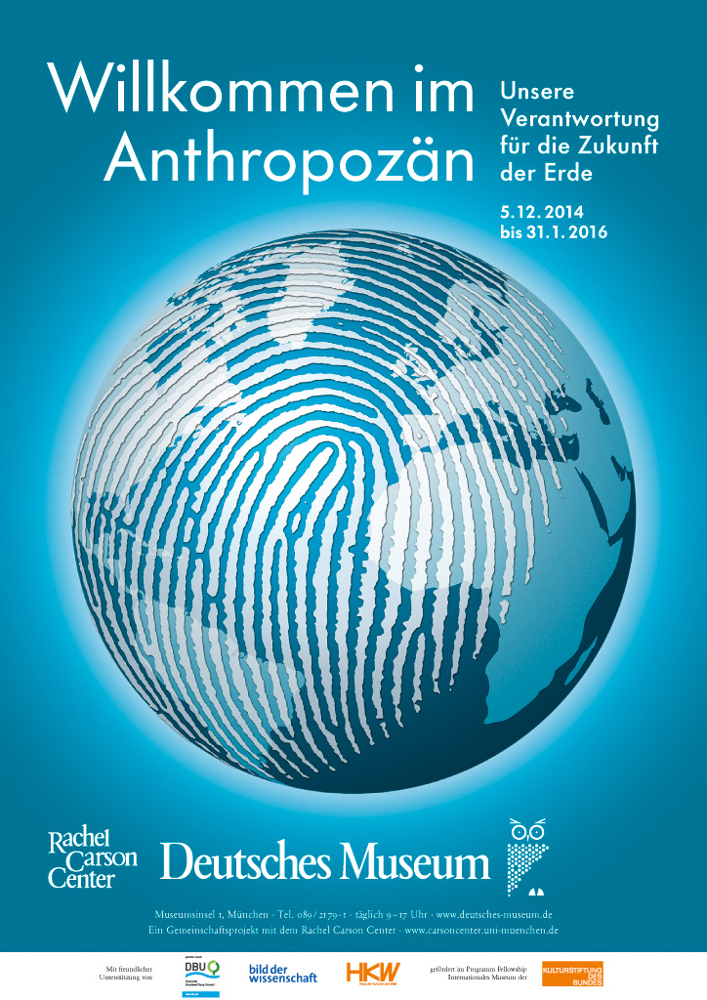 Willkommen im
Anthropozän
Unsere
Verantwortung
für die Zukunft
der Erde
5.12.2014
bis 31.1.2016
Rachel
Carson
Center
Deutsches Museum
Museumsinsel 1, München · Tel. 089/2179-1 · täglich 9–17 Uhr · www.deutsches-museum.de
Ein Gemeinschaftsprojekt mit dem Rachel Carson Center · www.carsoncenter.uni-muenchen.de
Mit freundlicher
Unterstützung von
DBU
bild der
wissenschaft
HKW
gefördert im Programm Fellowship
Internationales Museum der
KULTURSTIFTUNG
DES
BUNDES